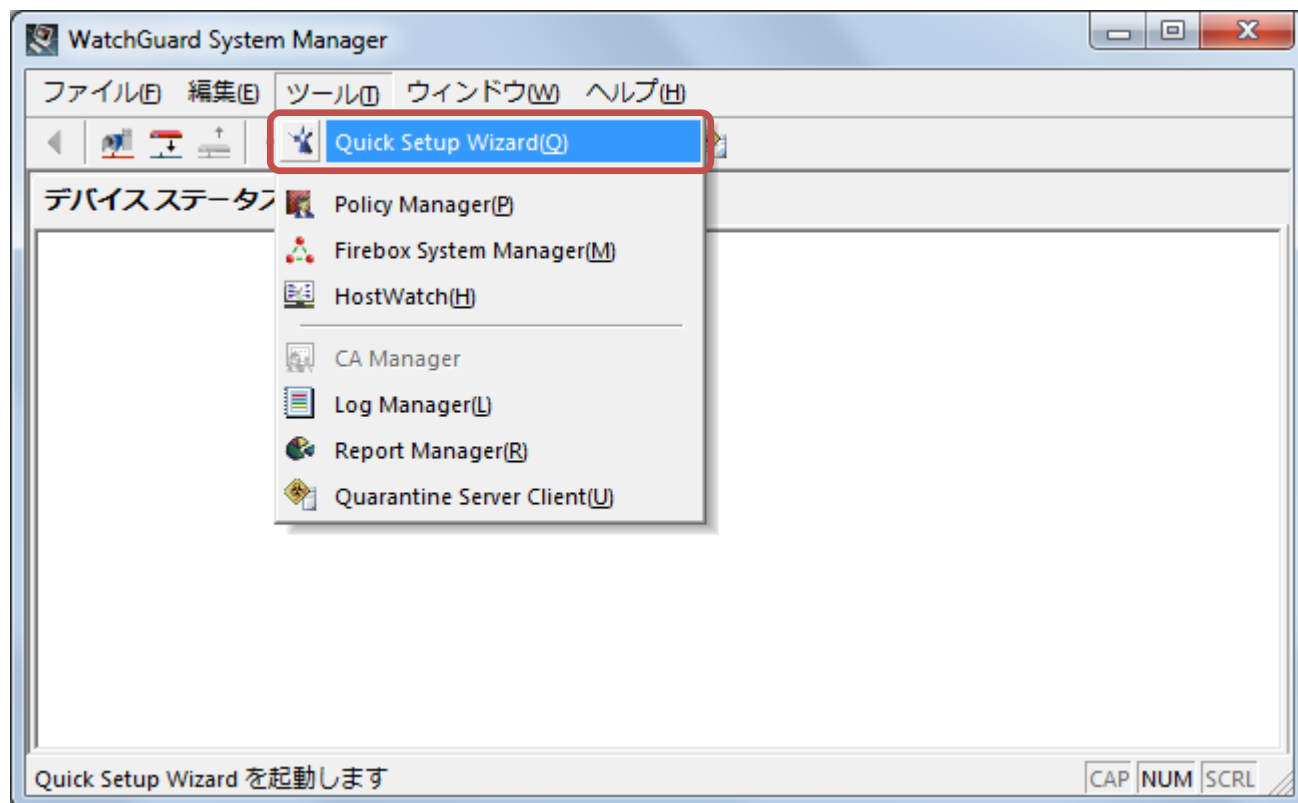 WatchGuard System Manager
ファイル(F) 編集(E) ツール(T) ウィンドウ(W) ヘルプ(H)
Quick Setup Wizard(Q)
デバイス ステータス
Policy Manager(P)
Firebox System Manager(M)
HostWatch(H)
CA Manager
Log Manager(L)
Report Manager(R)
Quarantine Server Client(U)
Quick Setup Wizard を起動します CAP NUM SCRL